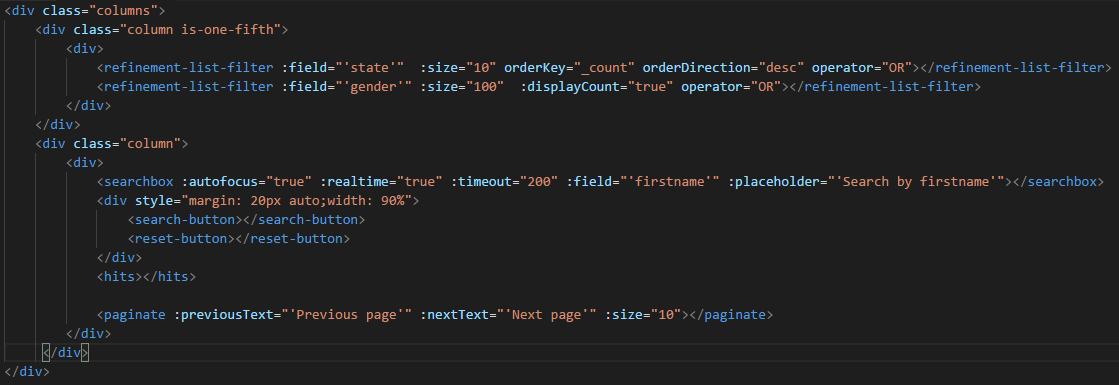 <div class="columns">
    <div class="column is-one-fifth">
        <div>
            <refinement-list-filter :field="'state'"  :size="10" orderKey="_count" orderDirection="desc" operator="OR"></refinement-list-filter>
            <refinement-list-filter :field="'gender'" :size="100"  :displayCount="true" operator="OR"></refinement-list-filter>
        </div>
    </div>
    <div class="column">
        <div>
            <searchbox :autofocus="true" :realtime="true" :timeout="200" :field="'firstname'" :placeholder="'Search by firstname'"></searchbox>
            <div style="margin: 20px auto;width: 90%">
                <search-button></search-button>
                <reset-button></reset-button>
            </div>
            <hits></hits>

            <paginate :previousText="'Previous page'" :nextText="'Next page'" :size="10"></paginate>
        </div>
     </div>
</div>